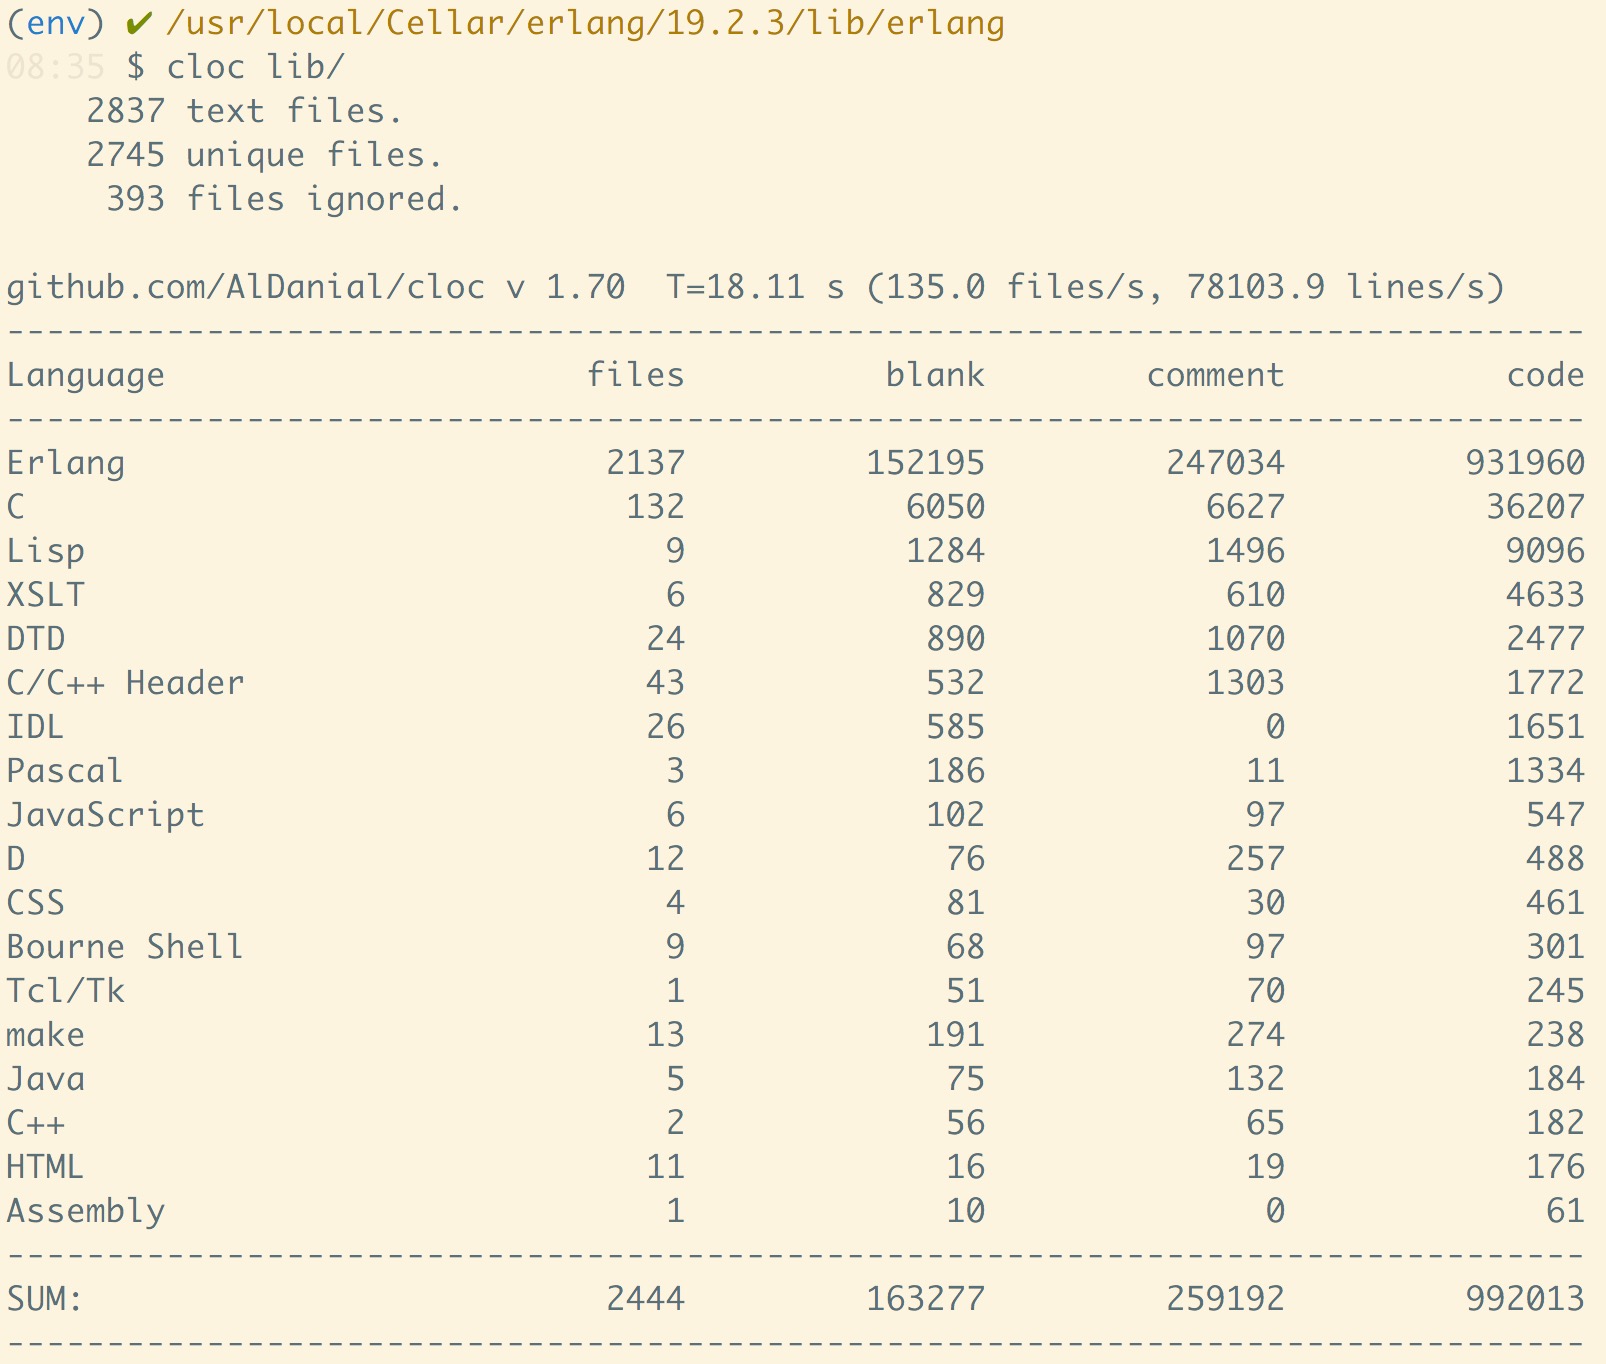 (env) ✔ /usr/local/Cellar/erlang/19.2.3/lib/erlang
08:35 $ cloc lib/
    2837 text files.
    2745 unique files.
     393 files ignored.

github.com/AlDanial/cloc v 1.70  T=18.11 s (135.0 files/s, 78103.9 lines/s)
-------------------------------------------------------------------------------
Language                     files          blank        comment           code
-------------------------------------------------------------------------------
Erlang                        2137         152195         247034         931960
C                              132           6050           6627          36207
Lisp                             9           1284           1496           9096
XSLT                             6            829            610           4633
DTD                             24            890           1070           2477
C/C++ Header                    43            532           1303           1772
IDL                             26            585              0           1651
Pascal                           3            186             11           1334
JavaScript                       6            102             97            547
D                               12             76            257            488
CSS                              4             81             30            461
Bourne Shell                     9             68             97            301
Tcl/Tk                           1             51             70            245
make                            13            191            274            238
Java                             5             75            132            184
C++                              2             56             65            182
HTML                            11             16             19            176
Assembly                         1             10              0             61
-------------------------------------------------------------------------------
SUM:                          2444         163277         259192         992013
-------------------------------------------------------------------------------